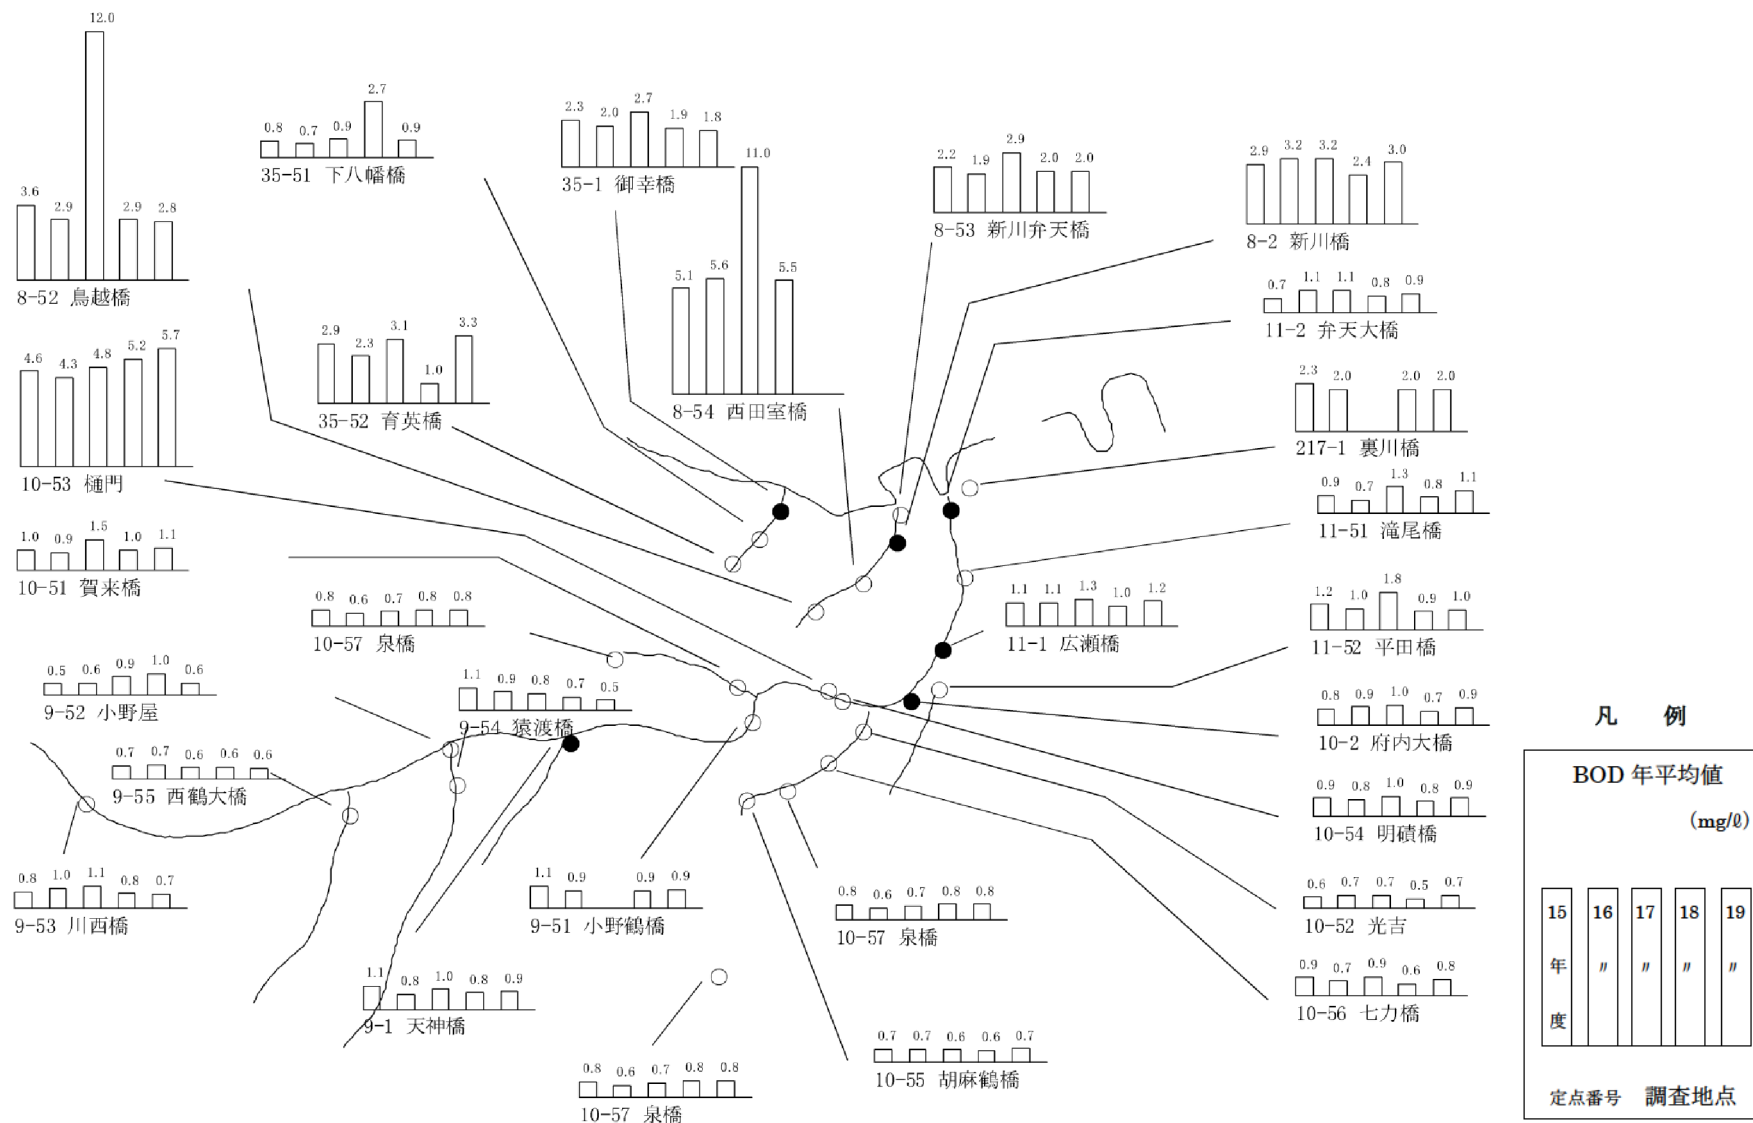 12.0
3.6 2.9 2.9 2.8
8-52 鳥越橋
0.8 0.7 0.9 2.7 0.9
35-51 下八幡橋
2.3 2.0 2.7 1.9 1.8
35-1 御幸橋
11.0
5.1 5.6 5.5
8-54 西田室橋
2.2 1.9 2.9 2.0 2.0
8-53 新川弁天橋
2.9 3.2 3.2 2.4 3.0
8-2 新川橋
0.7 1.1 1.1 0.8 0.9
11-2 弁天大橋
4.6 4.3 4.8 5.2 5.7
10-53 樋門
2.9 2.3 3.1 1.0 3.3
35-52 育英橋
2.3 2.0 2.0 2.0
217-1 裏川橋
0.9 0.7 1.3 0.8 1.1
11-51 滝尾橋
1.0 0.9 1.5 1.0 1.1
10-51 賀来橋
0.8 0.6 0.7 0.8 0.8
10-57 泉橋
1.1 1.1 1.3 1.0 1.2
11-1 広瀬橋
1.2 1.0 1.8 0.9 1.0
11-52 平田橋
0.5 0.6 0.9 1.0 0.6
9-52 小野屋
1.1 0.9 0.8 0.7 0.5
9-54 猿渡橋
0.8 0.9 1.0 0.7 0.9
10-2 府内大橋
0.7 0.7 0.6 0.6 0.6
9-55 西鶴大橋
0.9 0.8 1.0 0.8 0.9
10-54 明磧橋
0.8 1.0 1.1 0.8 0.7
9-53 川西橋
1.1 0.9 0.9 0.9
9-51 小野鶴橋
0.8 0.6 0.7 0.8 0.8
10-57 泉橋
0.6 0.7 0.7 0.5 0.7
10-52 光吉
1.1 0.8 1.0 0.8 0.9
9-1 天神橋
0.9 0.7 0.9 0.6 0.8
10-56 七力橋
0.8 0.6 0.7 0.8 0.8
10-57 泉橋
0.7 0.7 0.6 0.6 0.7
10-55 胡麻鶴橋
凡 例
BOD 年平均値
(mg/ℓ)
15 16 17 18 19
年 〃 〃 〃 〃
度
定点番号 調査地点